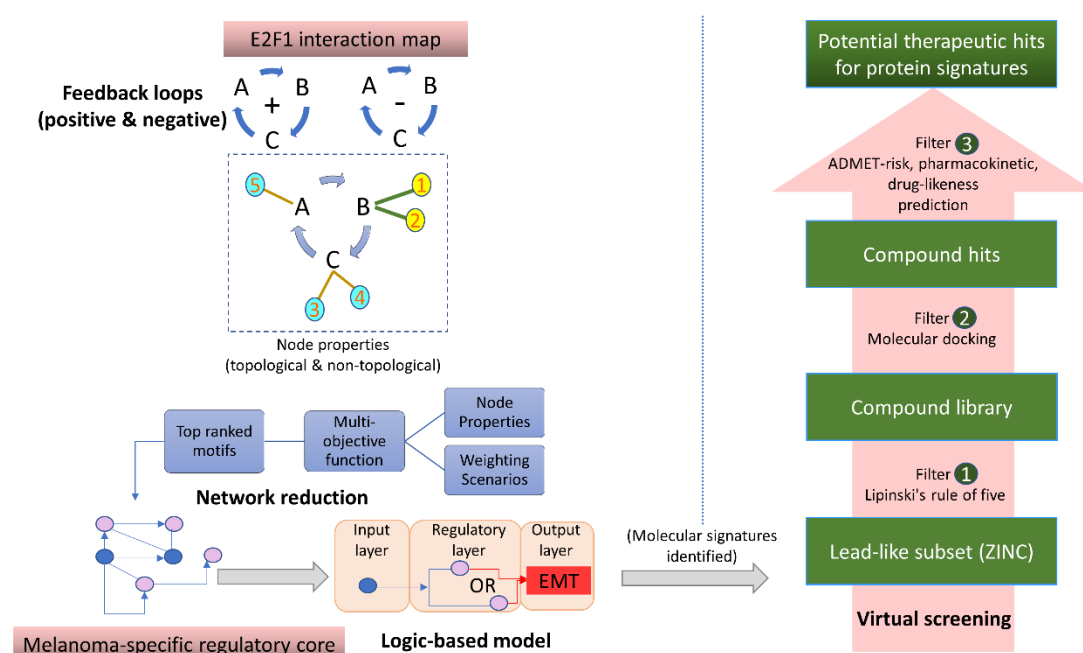 E2F1 interaction map
Feedback loops
(positive & negative)
A
B
+
C
A
B
-
C
5
A
B
1
2
C
3
4
Node properties
(topological & non-topological)
Top ranked
motifs
Multi-
objective
function
Node
Properties
Weighting
Scenarios
Network reduction
Input
layer
Regulatory
layer
Output
layer
OR
EMT
Melanoma-specific regulatory core
Logic-based model
(Molecular signatures
identified)
Potential therapeutic hits
for protein signatures
Filter 3
ADMET-risk, pharmacokinetic,
drug-likeness
prediction
Compound hits
Filter 2
Molecular docking
Compound library
Filter 1
Lipinski's rule of five
Lead-like subset (ZINC)
Virtual screening